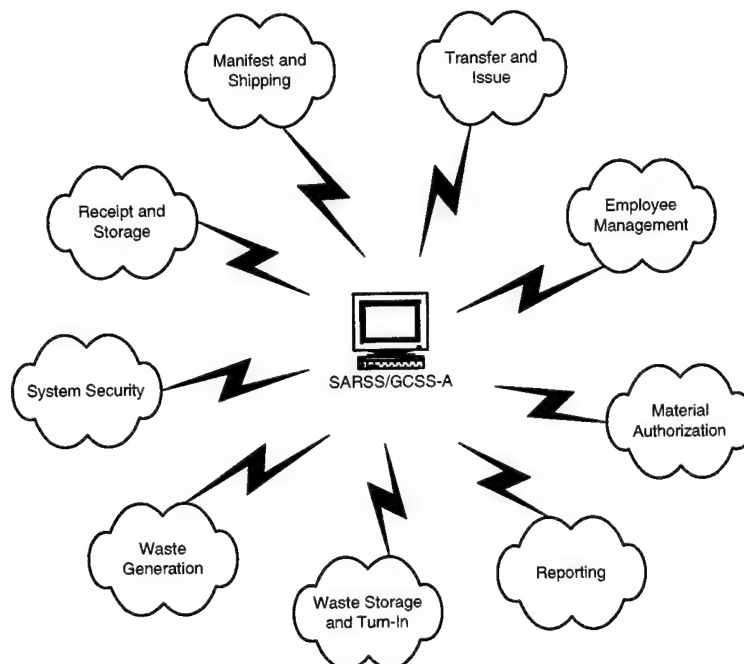 Manifest and
Shipping
Transfer and
Issue
Receipt and
Storage
Employee
Management
SARSS/GCSS-A
System Security
Material
Authorization
Waste
Generation
Reporting
Waste Storage
and Turn-In